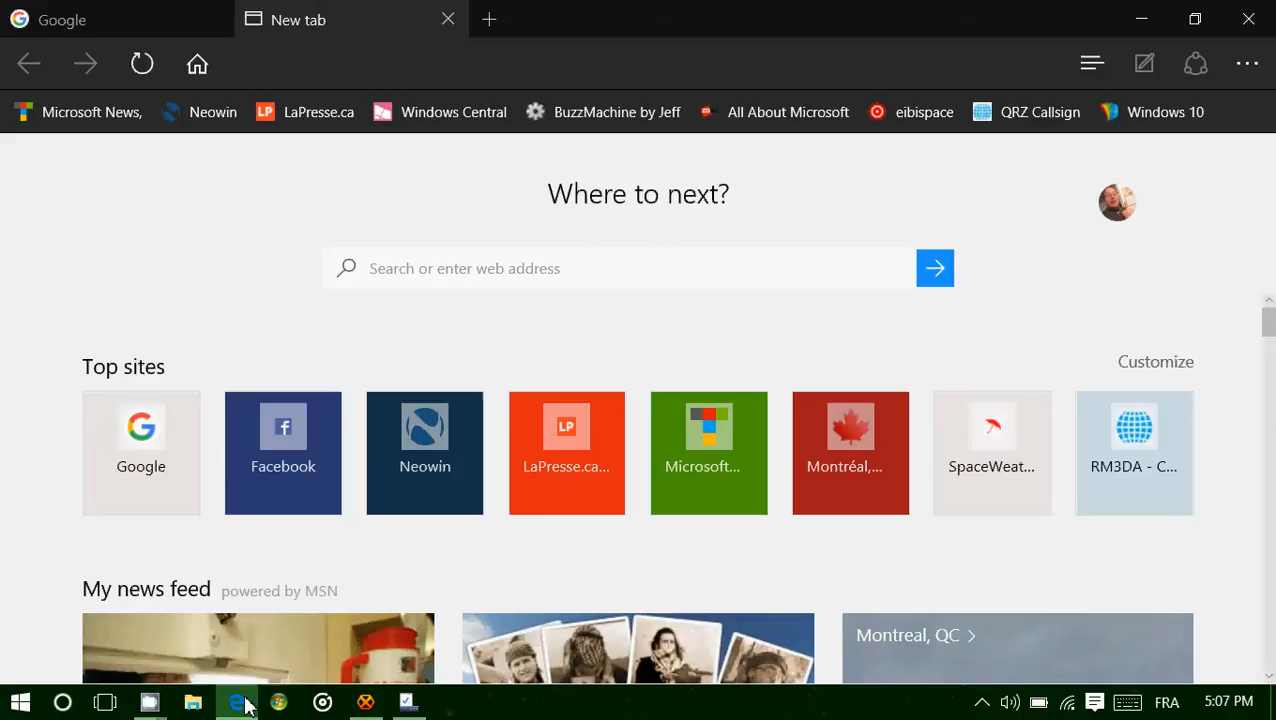 Google
New tab
Microsoft News,
Neowin
LP
LaPresse.ca
Windows Central
BuzzMachine by Jeff
All About Microsoft
eibispace
QRZ Callsign
Windows 10
Where to next?
Search or enter web address
Top sites
Customize
G
Google
f
Facebook
Neowin
LP
LaPresse.ca...
Microsoft...
Montréal,...
SpaceWeat...
RM3DA - C...
My news feed powered by MSN
Montreal, QC >
FRA
5:07 PM